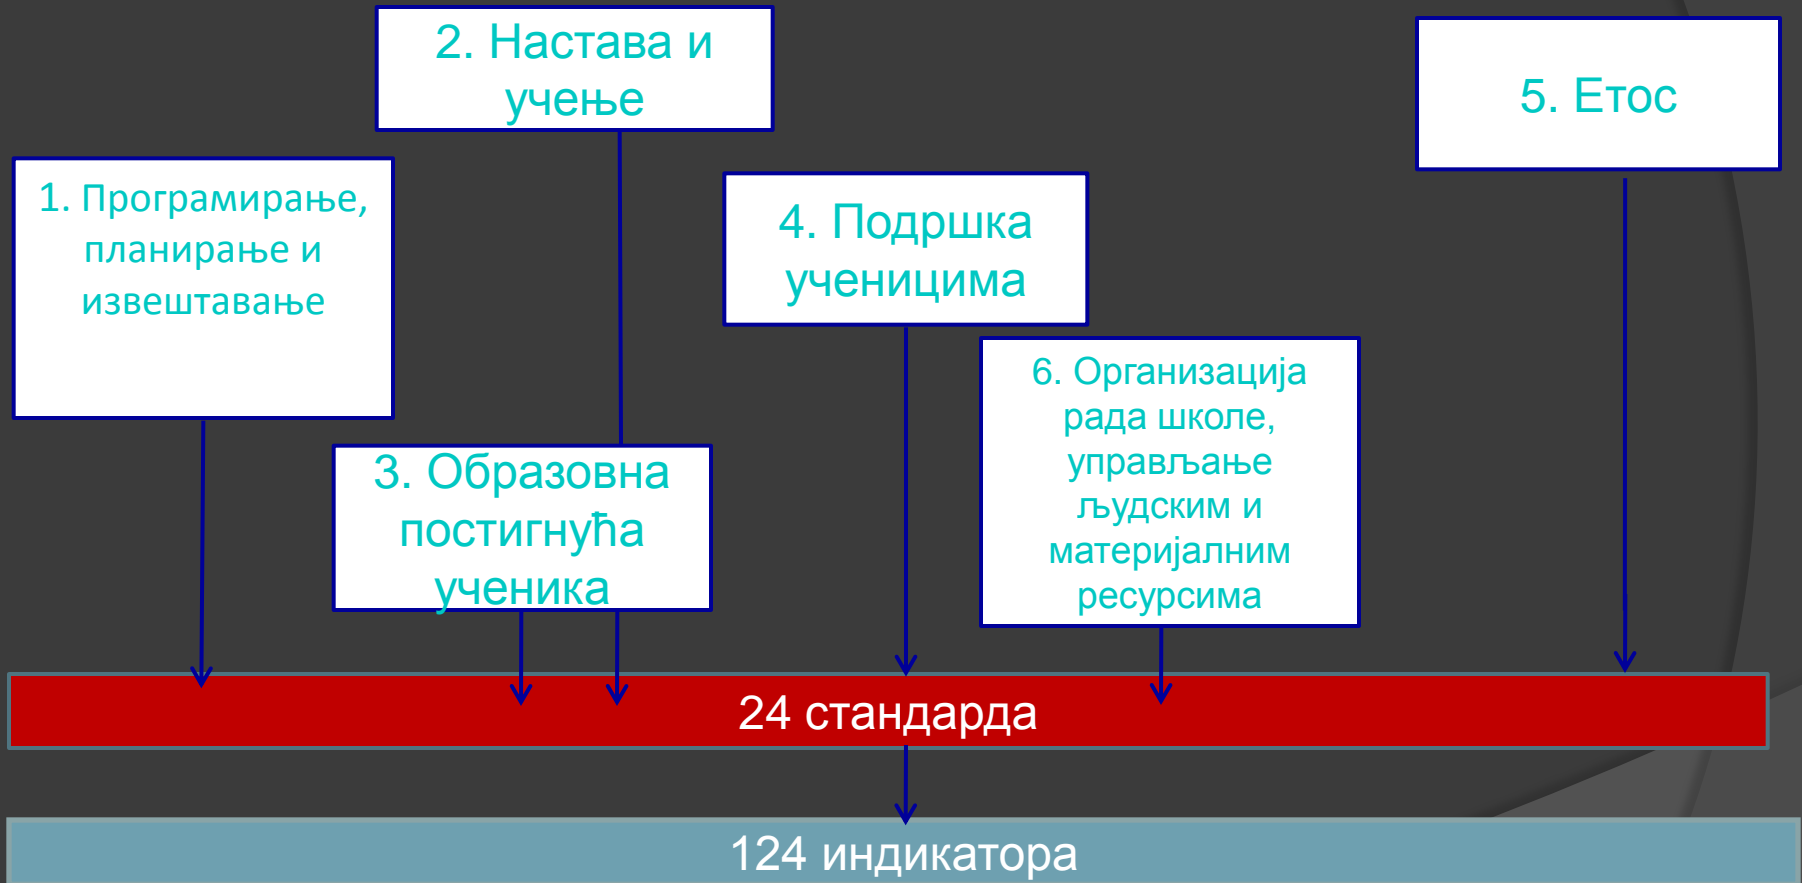 1. Програмирање,
планирање и
извештавање
2. Настава и
учење
3. Образовна
постигнућа
ученика
4. Подршка
ученицима
5. Етос
6. Организација
рада школе,
управљање
људским и
материјалним
ресурсима
24 стандарда
124 индикатора